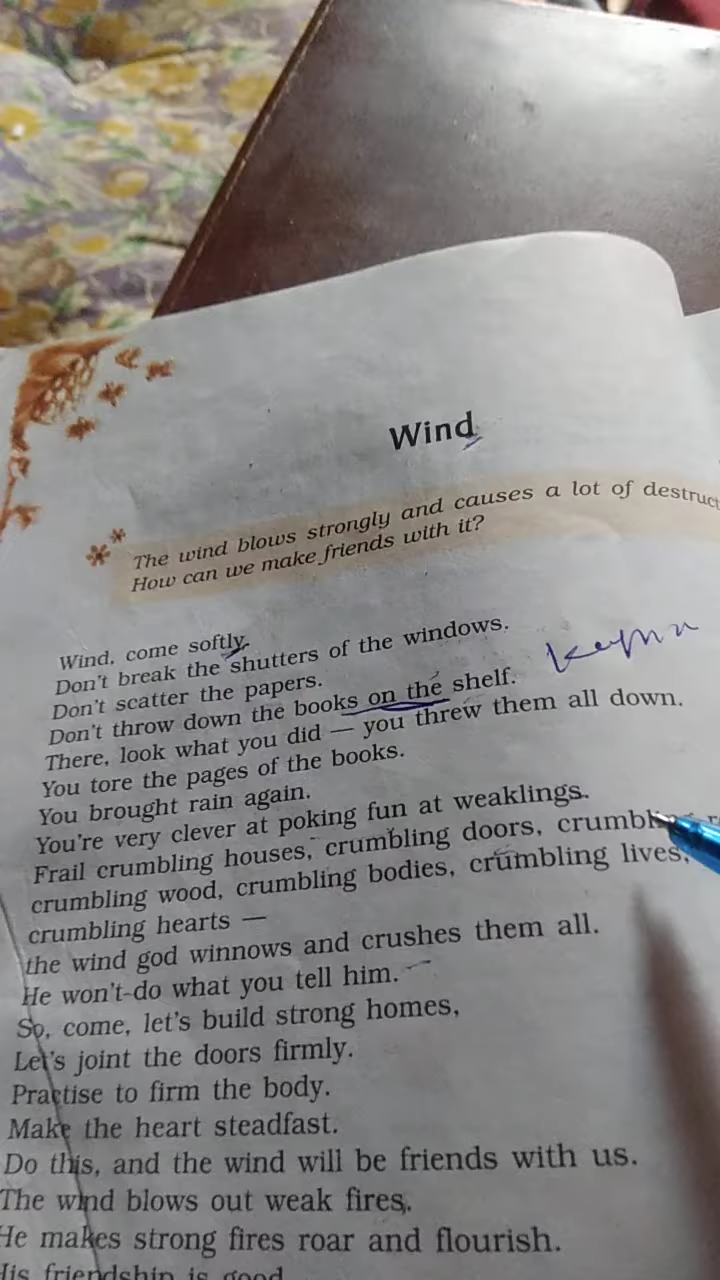 Wind
The wind blows strongly and causes a lot of
How can we make friends with it?
Wind, come softly.
Don't break the shutters of the windows.
Don't scatter the papers.
Don't throw down the books on the shelf.
There, look what you did — you threw them all down.
You tore the pages of the books.
You brought rain again.
You're very clever at poking fun at weaklings.
Frail crumbling houses, crumbling doors,
crumbling wood, crumbling bodies, crumbling lives,
crumbling hearts —
the wind god winnows and crushes them all.
He won't do what you tell him.
So, come, let's build strong homes,
Let's joint the doors firmly.
Practise to firm the body.
Make the heart steadfast.
Do this, and the wind will be friends with us.
The wind blows out weak fires.
He makes strong fires roar and flourish.
His friendship is good